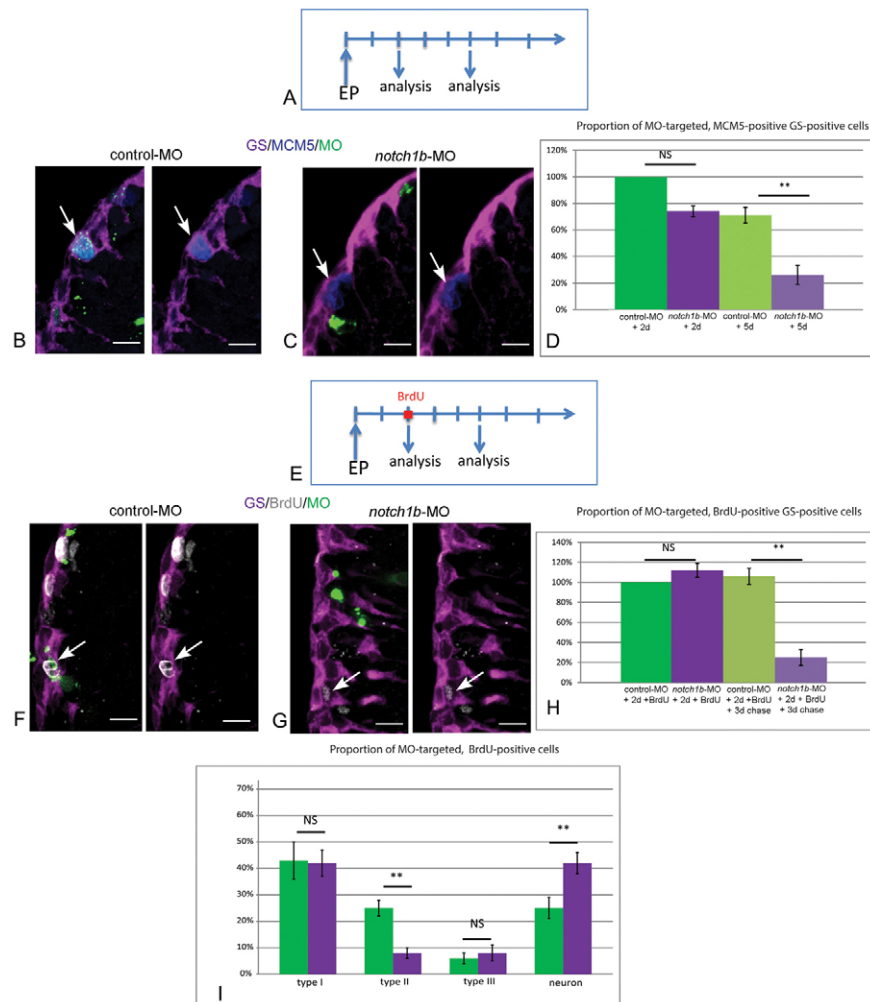 EP
analysis
analysis
A
Proportion of MO-targeted, MCM5-positive GS-positive cells
GS/MCM5/MO
control-MO
notch1b-MO
B
C
120%
100%
80%
60%
40%
20%
0%
NS
**
control-MO + 2d
notch1b-MO + 2d
control-MO + 5d
notch1b-MO + 5d
D
BrdU
EP
analysis
analysis
E
GS/BrdU/MO
control-MO
notch1b-MO
F
G
Proportion of MO-targeted, BrdU-positive GS-positive cells
140%
120%
100%
80%
60%
40%
20%
0%
NS
**
control-MO + 2d +BrdU
notch1b-MO + 2d + BrdU
control-MO + 2d +BrdU + 3d chase
notch1b-MO + 2d + BrdU + 3d chase
H
Proportion of MO-targeted, BrdU-positive cells
70%
60%
50%
40%
30%
20%
10%
0%
NS
**
NS
**
type I
type II
type III
neuron
I